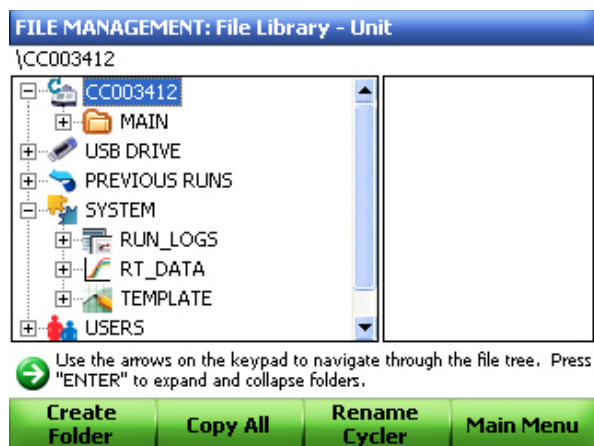 FILE MANAGEMENT: File Library - Unit
\CC003412
CC003412
MAIN
USB DRIVE
PREVIOUS RUNS
SYSTEM
RUN_LOGS
RT_DATA
TEMPLATE
USERS
Use the arrows on the keypad to navigate through the file tree. Press
"ENTER" to expand and collapse folders.
Create
Folder
Copy All
Rename
Cycler
Main Menu